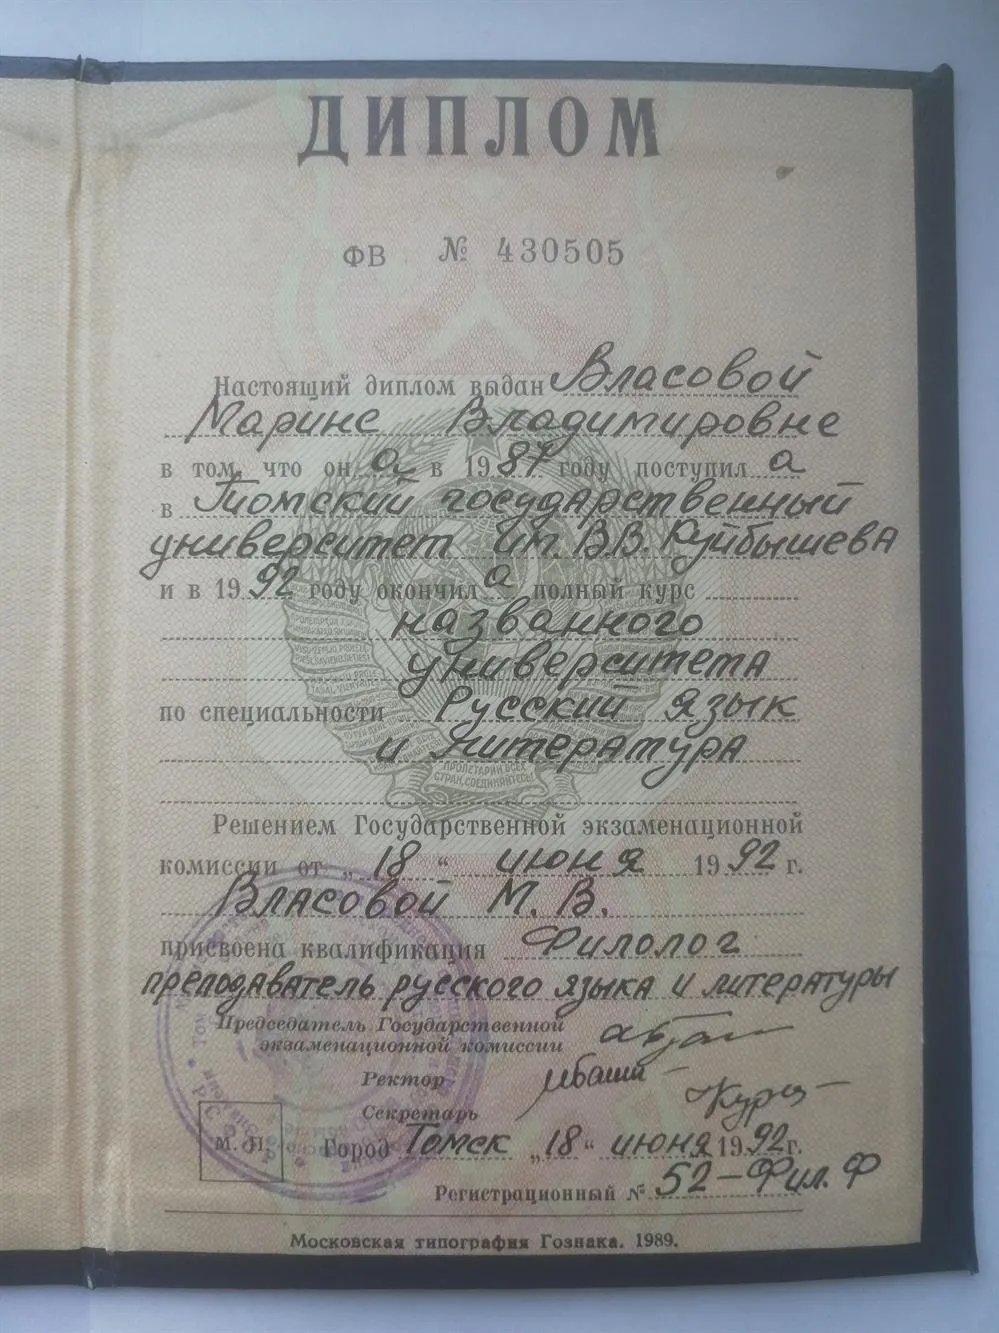 ДИПЛОМ
ФВ № 430505
Настоящий диплом выдан Власовой
Марине Владимировне
в том, что он а в 1987 году поступил а
в Томский государственный
университет им. В.В. Куйбышева
и в 1992 году окончил а полный курс
названного
университета
по специальности Русский язык
и литература
Решением Государственной экзаменационной
комиссии от „18“ июня 1992 г.
Власовой М. В.
присвоена квалификация Филолог
преподаватель русского языка и литературы
Председатель Государственной
экзаменационной комиссии
Ректор
Секретарь
М. П. Город Томск „18“ июня 1992 г.
Регистрационный № 52-Фил.Ф
Московская типография Гознака. 1989.